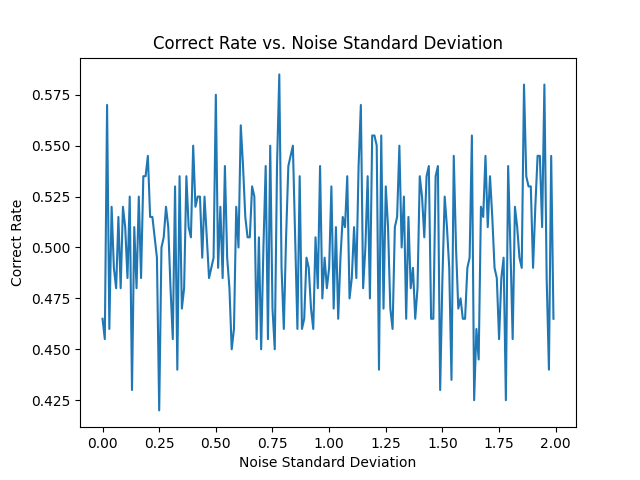 Correct Rate vs. Noise Standard Deviation
0.575
0.550
0.525
0.500
0.475
0.450
0.425
Correct Rate
0.00 0.25 0.50 0.75 1.00 1.25 1.50 1.75 2.00
Noise Standard Deviation